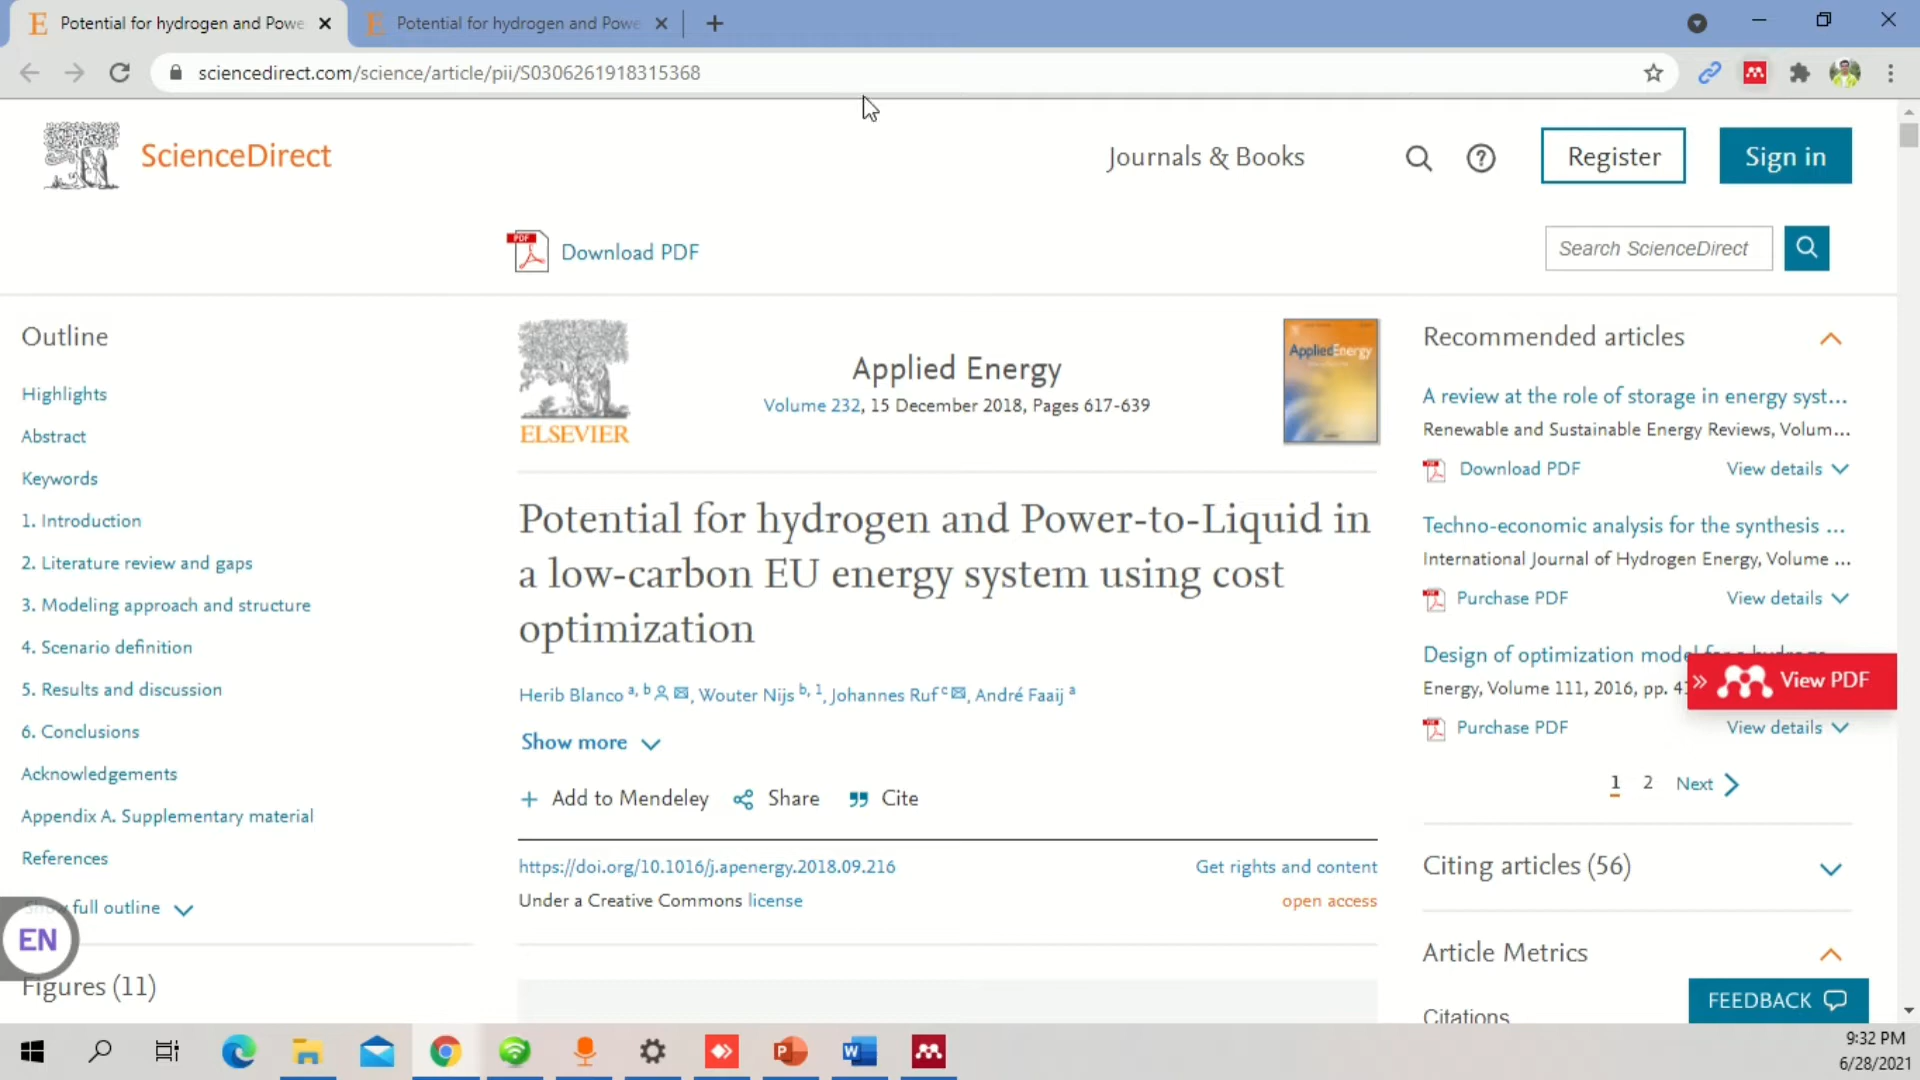 Potential for hydrogen and Powe
Potential for hydrogen and Powe
sciencedirect.com/science/article/pii/S0306261918315368
ScienceDirect
Journals & Books
Register
Sign in
PDF
Download PDF
Search ScienceDirect
Outline
Highlights
Abstract
Keywords
1. Introduction
2. Literature review and gaps
3. Modeling approach and structure
4. Scenario definition
5. Results and discussion
6. Conclusions
Acknowledgements
Appendix A. Supplementary material
References
Show full outline
EN
Figures (11)
ELSEVIER
Applied Energy
Volume 232, 15 December 2018, Pages 617-639
AppliedEnergy
Potential for hydrogen and Power-to-Liquid in
a low-carbon EU energy system using cost
optimization
Herib Blanco a, b, Wouter Nijs b, 1, Johannes Ruf c, André Faaij a
Show more
+ Add to Mendeley Share Cite
https://doi.org/10.1016/j.apenergy.2018.09.216
Get rights and content
Under a Creative Commons license
open access
Recommended articles
A review at the role of storage in energy syst...
Renewable and Sustainable Energy Reviews, Volum...
Download PDF
View details
Techno-economic analysis for the synthesis ...
International Journal of Hydrogen Energy, Volume ...
Purchase PDF
View details
Design of optimization model for a hydroge
Energy, Volume 111, 2016, pp. 4
View PDF
Purchase PDF
View details
1 2 Next
Citing articles (56)
Article Metrics
FEEDBACK
Citations
9:32 PM
6/28/2021